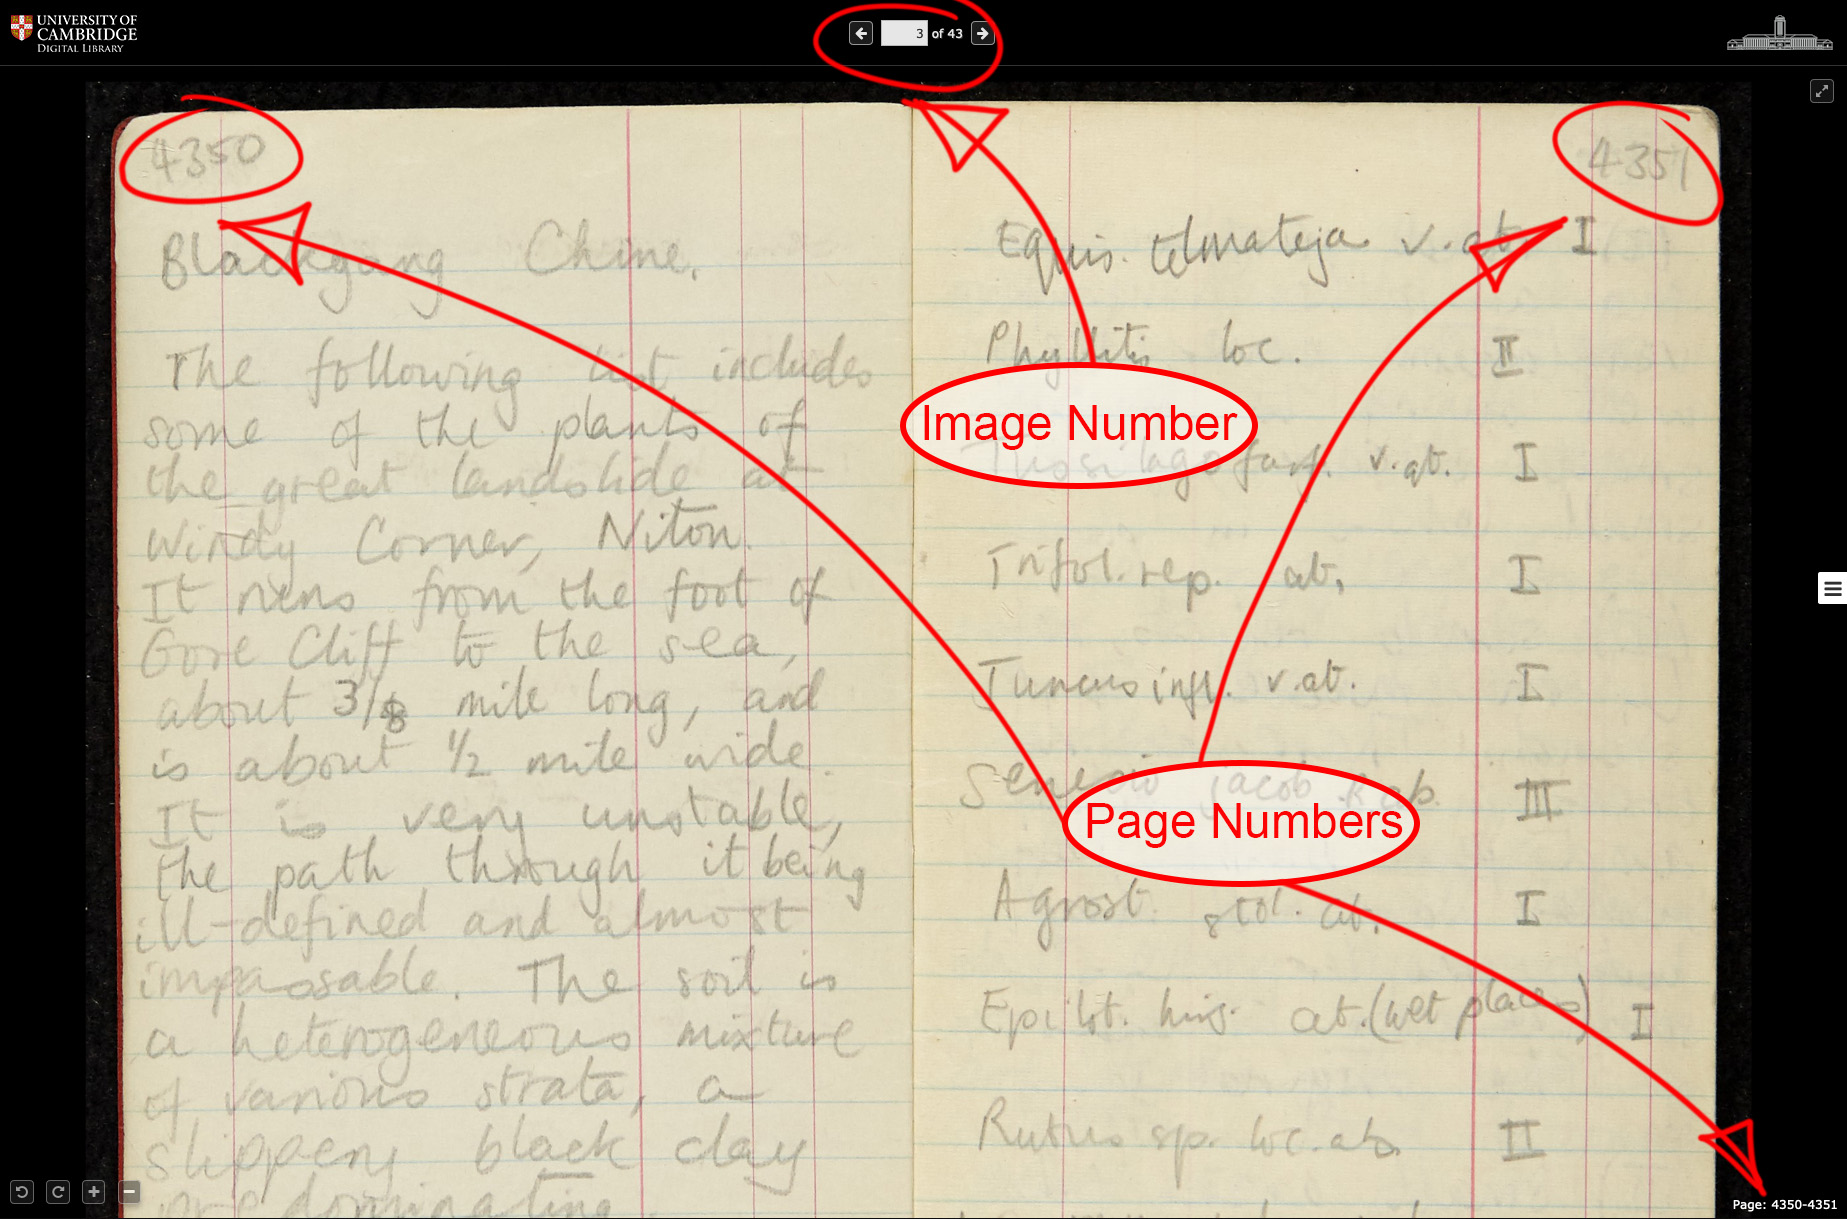 UNIVERSITY OF
CAMBRIDGE
DIGITAL LIBRARY
3 of 43
4350
Blackgang Chine.
The following list includes
some of the plants of
the great landslide at
Windy Corner, Niton.
It runs from the foot of
Gore Cliff to the sea,
about 3/8 mile long, and
is about 1/2 mile wide.
It is very unstable,
the path through it being
ill-defined and almost
impassable. The soil is
a heterogeneous mixture
of various strata, a
slippery black clay
predominating
4351
Equis. telmateja v. ab. I
Phyllitis loc. II
Tussilago farf. v. ab. I
Trifol. rep. ab. I
Juncus infl. v. ab. I
Senecio jacob. ab. III
Agrost. stol. ab. I
Epilob. hirs. ab. (wet places) I
Rubus sp. loc. ab. II
Image Number
Page Numbers
Page: 4350-4351